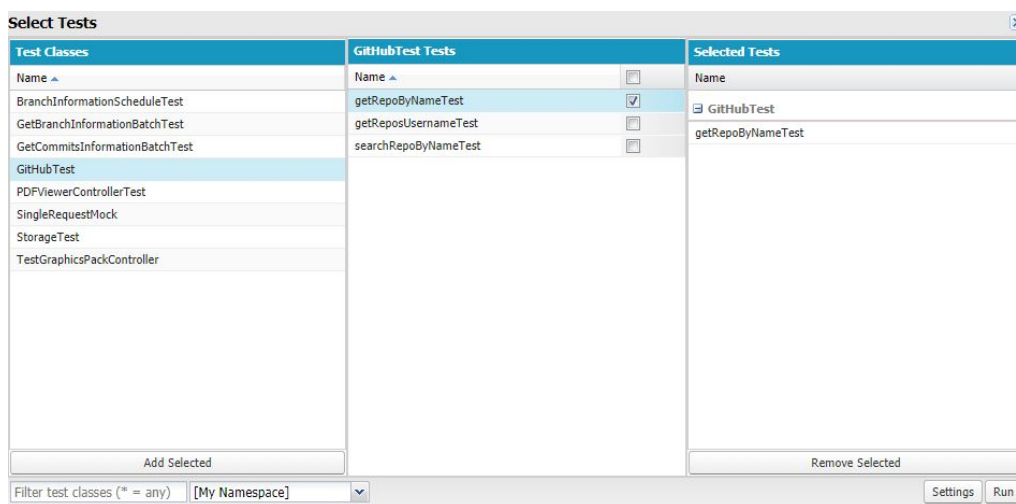 Select Tests
Test Classes
Name
BranchInformationScheduleTest
GetBranchInformationBatchTest
GetCommitsInformationBatchTest
GitHubTest
PDFViewerControllerTest
SingleRequestMock
StorageTest
TestGraphicsPackController
Add Selected
GitHubTest Tests
Name
getRepoByNameTest
getReposUsernameTest
searchRepoByNameTest
Selected Tests
Name
GitHubTest
getRepoByNameTest
Remove Selected
Filter test classes (* = any)
[My Namespace]
Settings
Run